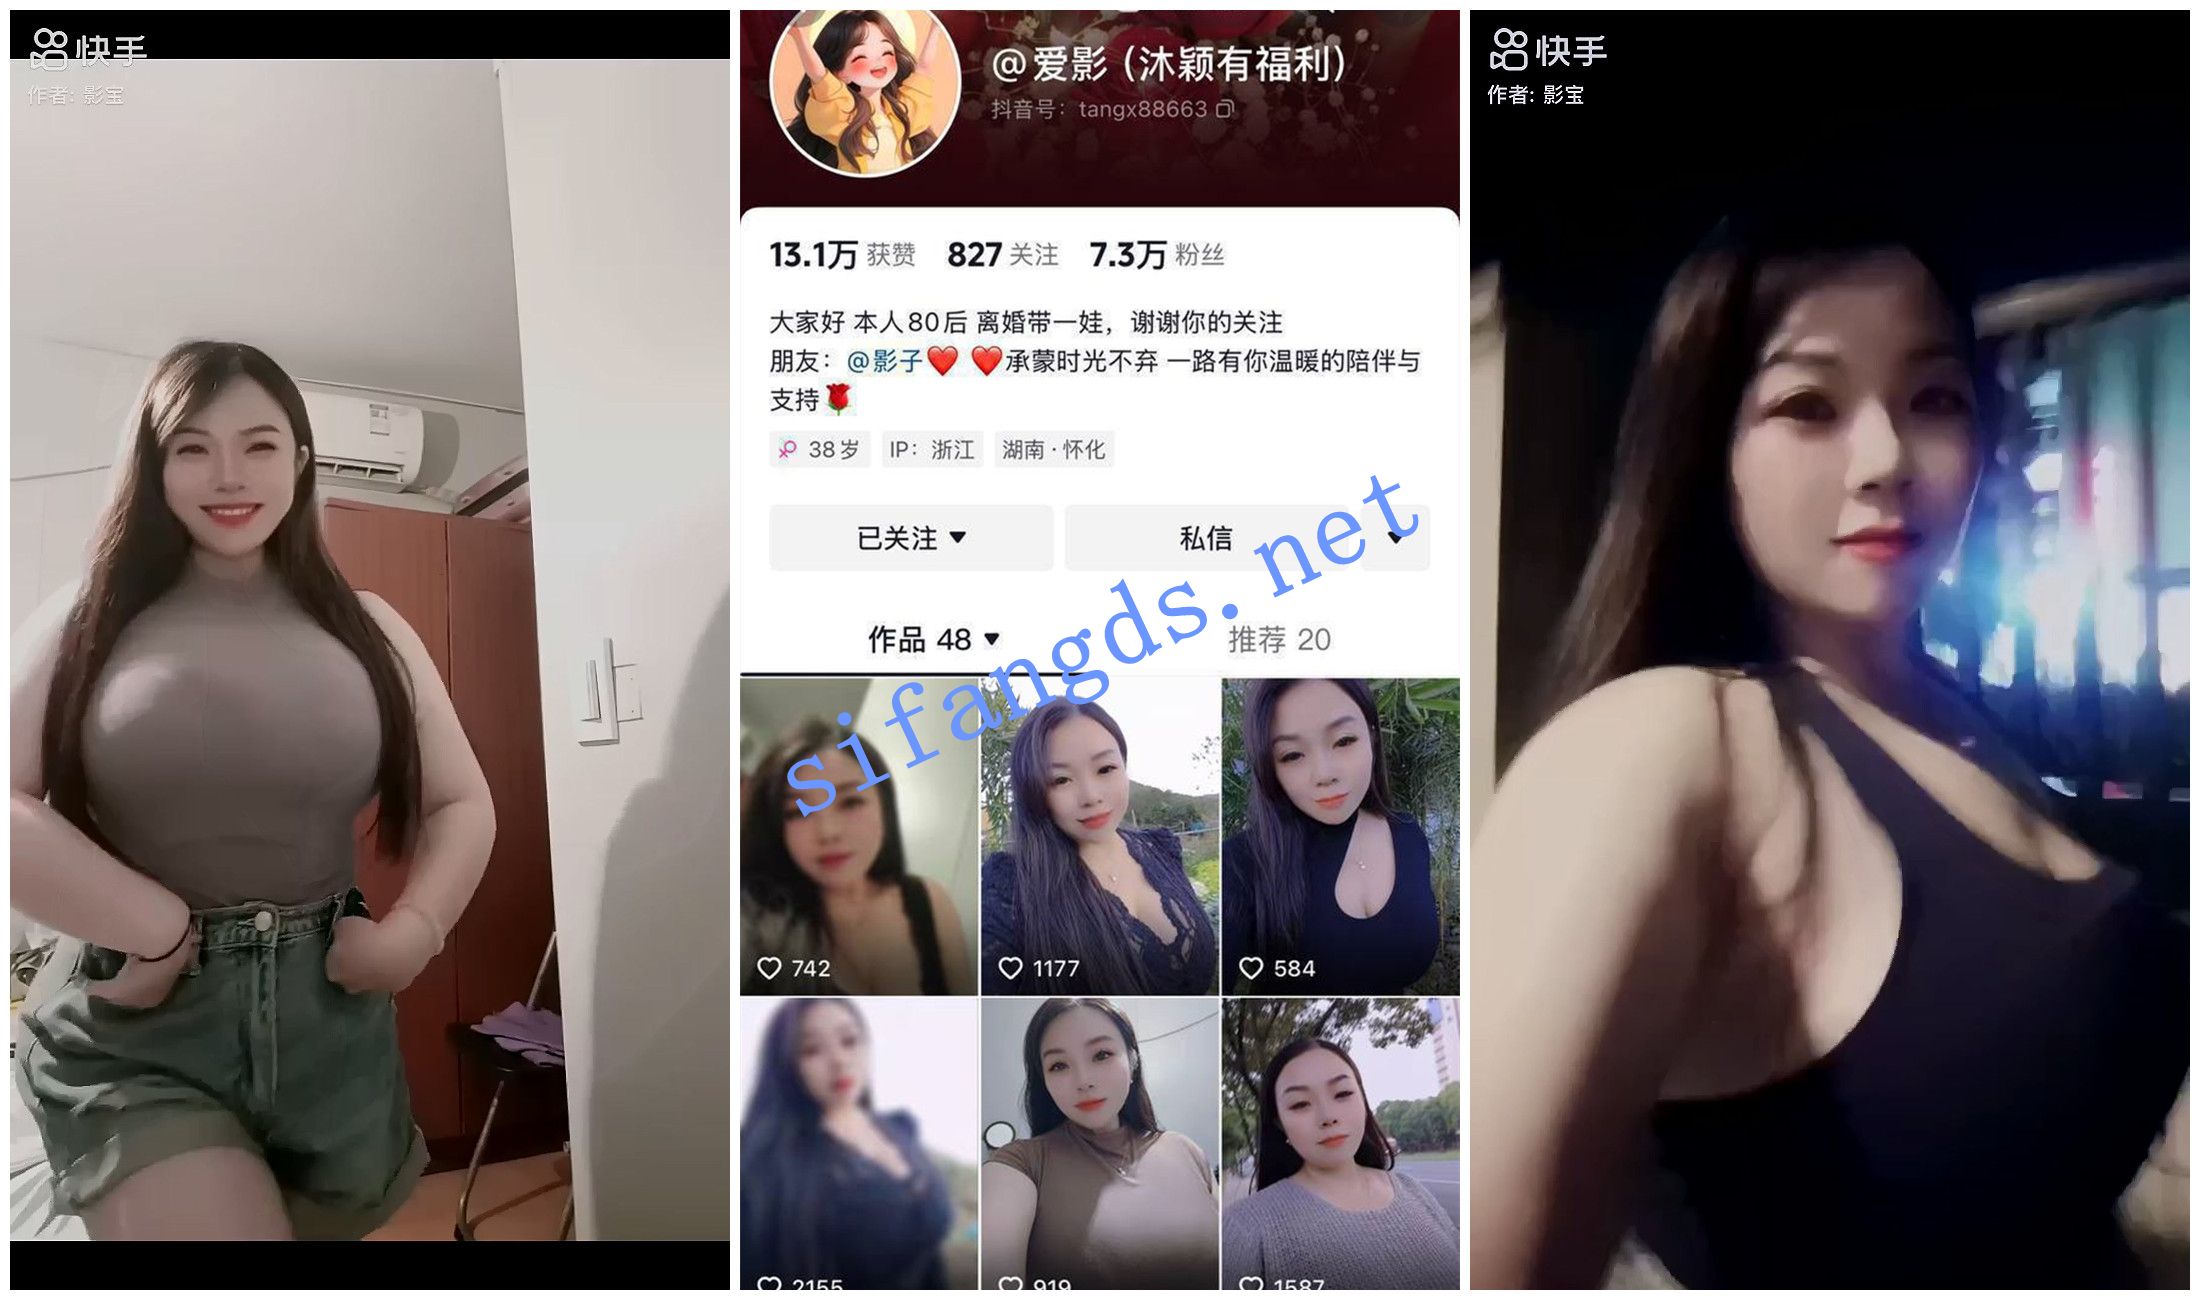 快手
作者: 影宝
@爱影（沐颖有福利）
抖音号：tangx88663
13.1万 获赞 827 关注 7.3万 粉丝
大家好 本人80后 离婚带一娃，谢谢你的关注
朋友：@影子❤️ ❤️承蒙时光不弃 一路有你温暖的陪伴与
支持🌹
38岁 IP：浙江 湖南·怀化
已关注 私信
作品 48 推荐 20
742 1177 584
2155 919 1587
sifangds.net
快手
作者: 影宝